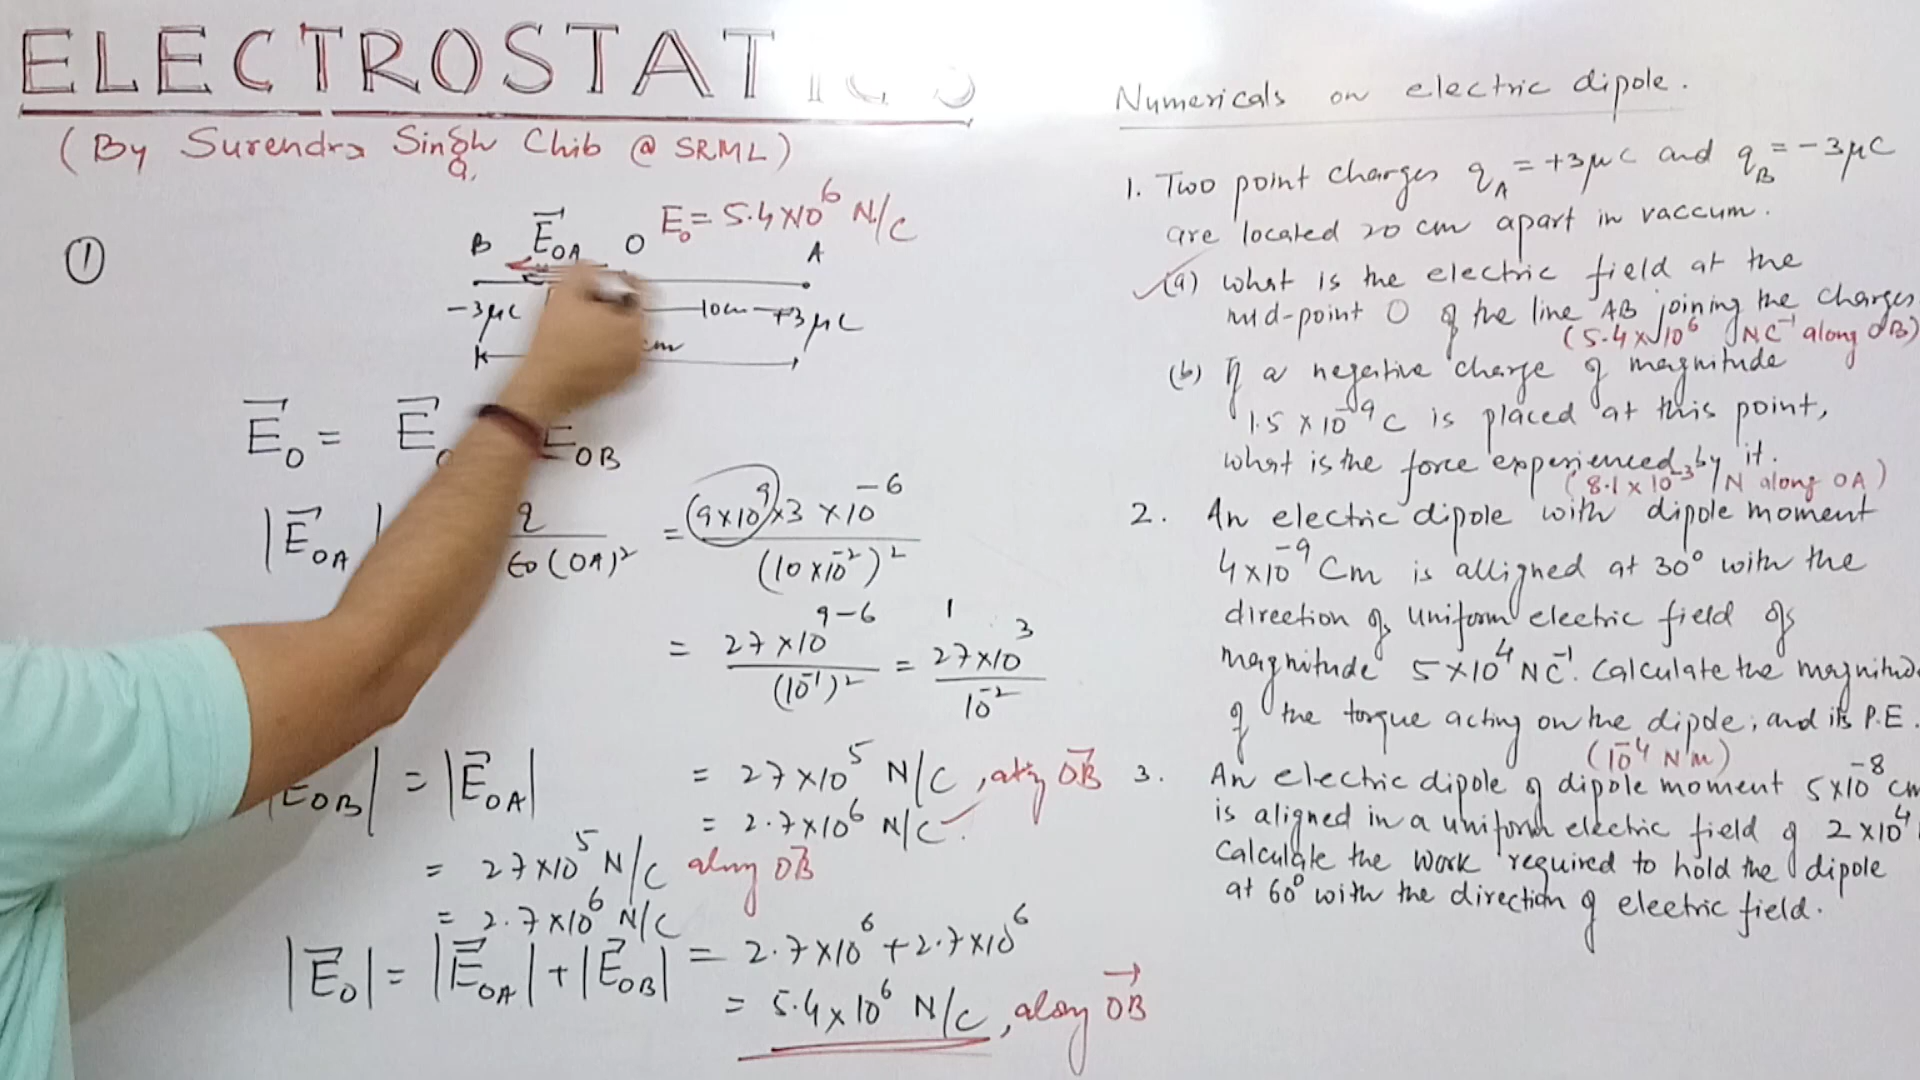 ELECTROSTATICS
(By Surendra Singh Chib @ SRML)
①
B E⃗OA O E₀ = 5.4×10⁶ N/C A
-3μC 10cm +3μC
cm
E⃗O = E⃗O EOB
|E⃗OA| q / ε₀(OA)² = (9×10⁹)×3×10⁻⁶ / (10×10⁻²)²
= 27×10⁹⁻⁶ / (10⁻¹)² = 27×10³ / 10⁻²
|EOB| = |E⃗OA| = 27×10⁵ N/C, along OB⃗
= 2.7×10⁶ N/C.
= 27×10⁵ N/C along OB⃗
= 2.7×10⁶ N/C
|E⃗O| = |E⃗OA| + |E⃗OB| = 2.7×10⁶ + 2.7×10⁶
= 5.4×10⁶ N/C, along OB⃗
Numericals on electric dipole.
1. Two point charges qA = +3μC and qB = -3μC
are located 20 cm apart in vaccum.
(a) what is the electric field at the
mid-point O of the line AB joining the charges
(5.4×10⁶ NC⁻¹ along OB)
(b) If a negative charge of magnitude
1.5×10⁻⁹ C is placed at this point,
what is the force experienced by it.
(8.1×10⁻³ N along OA)
2. An electric dipole with dipole moment
4×10⁻⁹ Cm is alligned at 30° with the
direction of uniform electric field of
magnitude 5×10⁴ NC⁻¹. Calculate the magnitude
of the torque acting on the dipole, and its P.E.
(10⁻⁴ Nm)
3. An electric dipole of dipole moment 5×10⁻⁸ cm
is aligned in a uniform electric field of 2×10⁴
Calculate the work required to hold the dipole
at 60° with the direction of electric field.